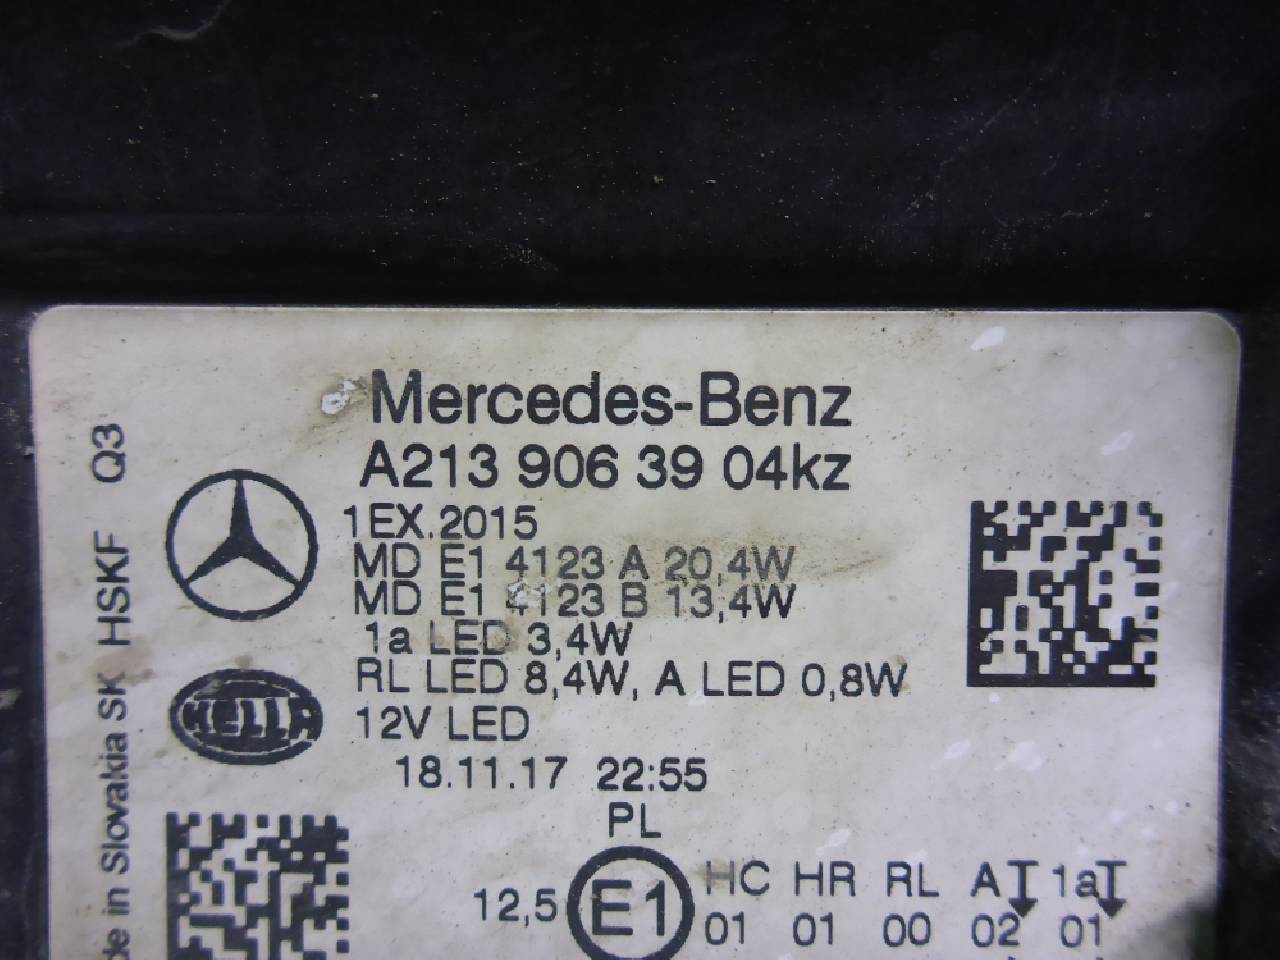 Mercedes-Benz
A213 906 39 04kz
1EX.2015
MD E1 4123 A 20,4W
MD E1 4123 B 13,4W
1a LED 3,4W
RL LED 8,4W, A LED 0,8W
12V LED
18.11.17 22:55
PL
HELLA
de in Slovakia SK HSKF Q3
12,5 E1 HC HR RL A 1a
01 01 00 02 01